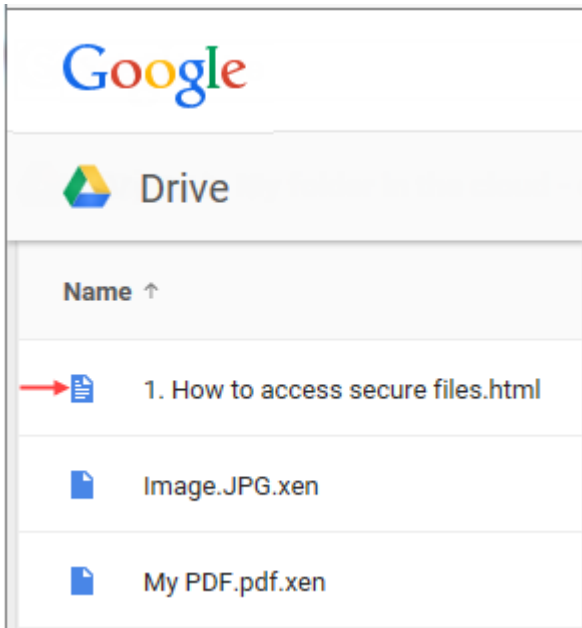 Google
Drive
Name ↑
1. How to access secure files.html
Image.JPG.xen
My PDF.pdf.xen